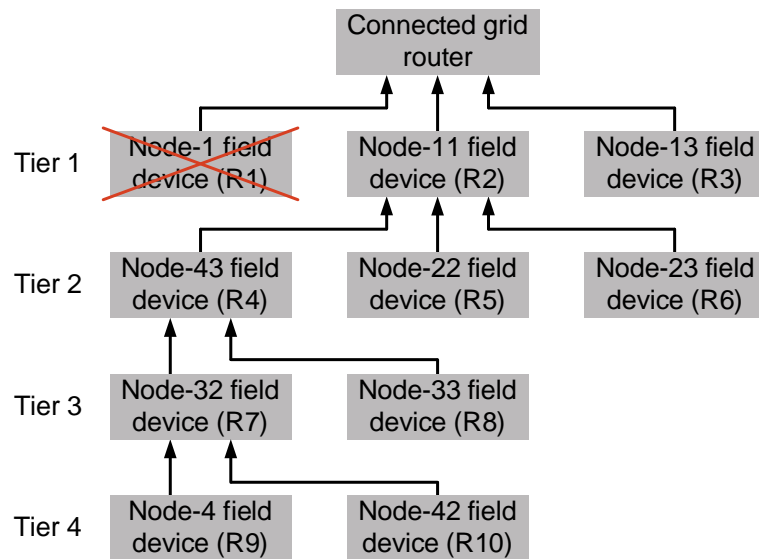 Connected grid
router
Tier 1
Node-1 field
device (R1)
Node-11 field
device (R2)
Node-13 field
device (R3)
Tier 2
Node-43 field
device (R4)
Node-22 field
device (R5)
Node-23 field
device (R6)
Tier 3
Node-32 field
device (R7)
Node-33 field
device (R8)
Tier 4
Node-4 field
device (R9)
Node-42 field
device (R10)